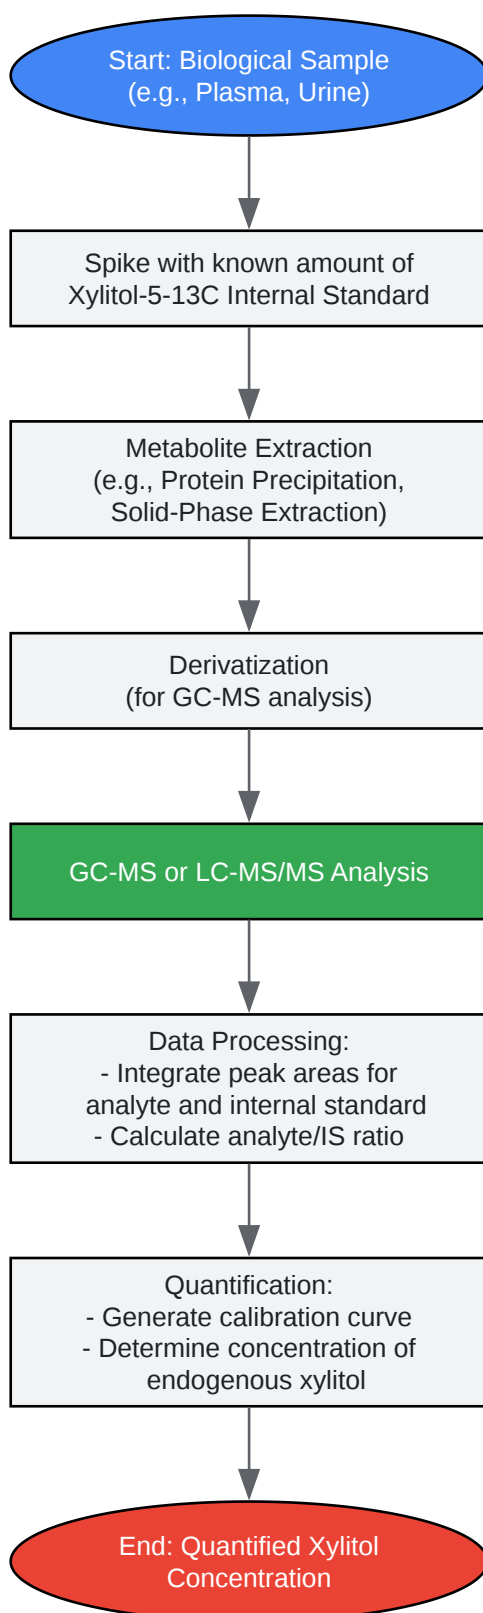 Start: Biological Sample
(e.g., Plasma, Urine)
Spike with known amount of
Xylitol-5-13C Internal Standard
Metabolite Extraction
(e.g., Protein Precipitation,
Solid-Phase Extraction)
Derivatization
(for GC-MS analysis)
GC-MS or LC-MS/MS Analysis
Data Processing:
- Integrate peak areas for
analyte and internal standard
- Calculate analyte/IS ratio
Quantification:
- Generate calibration curve
- Determine concentration of
endogenous xylitol
End: Quantified Xylitol
Concentration